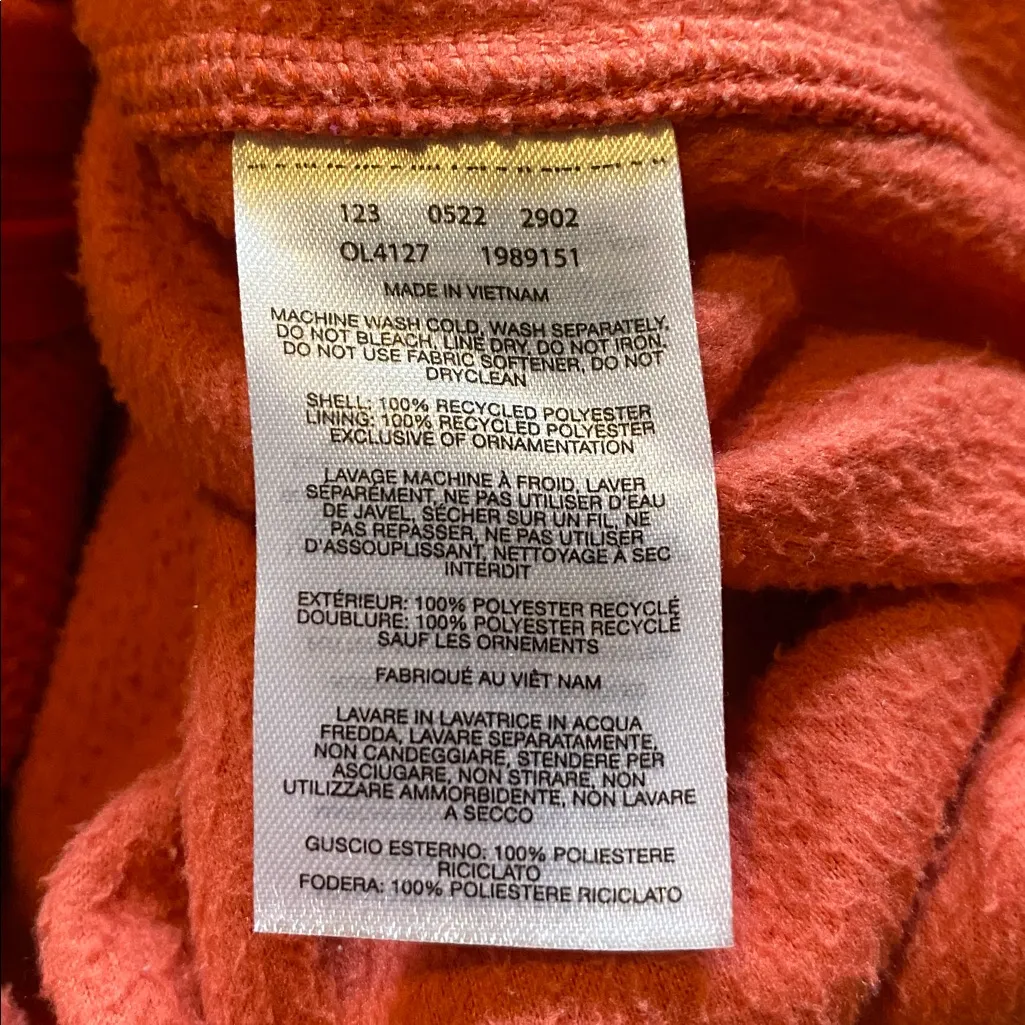 123 0522 2902
OL4127 1989151
MADE IN VIETNAM
MACHINE WASH COLD, WASH SEPARATELY,
DO NOT BLEACH, LINE DRY, DO NOT IRON.
DO NOT USE FABRIC SOFTENER, DO NOT
DRYCLEAN
SHELL: 100% RECYCLED POLYESTER
LINING: 100% RECYCLED POLYESTER
EXCLUSIVE OF ORNAMENTATION
LAVAGE MACHINE À FROID, LAVER
SÉPARÉMENT, NE PAS UTILISER D'EAU
DE JAVEL, SÉCHER SUR UN FIL, NE
PAS REPASSER, NE PAS UTILISER
D'ASSOUPLISSANT, NETTOYAGE À SEC
INTERDIT
EXTÉRIEUR: 100% POLYESTER RECYCLÉ
DOUBLURE: 100% POLYESTER RECYCLÉ
SAUF LES ORNEMENTS
FABRIQUÉ AU VIÊT NAM
LAVARE IN LAVATRICE IN ACQUA
FREDDA, LAVARE SEPARATAMENTE,
NON CANDEGGIARE, STENDERE PER
ASCIUGARE, NON STIRARE, NON
UTILIZZARE AMMORBIDENTE, NON LAVARE
A SECCO
GUSCIO ESTERNO: 100% POLIESTERE
RICICLATO
FODERA: 100% POLIESTERE RICICLATO